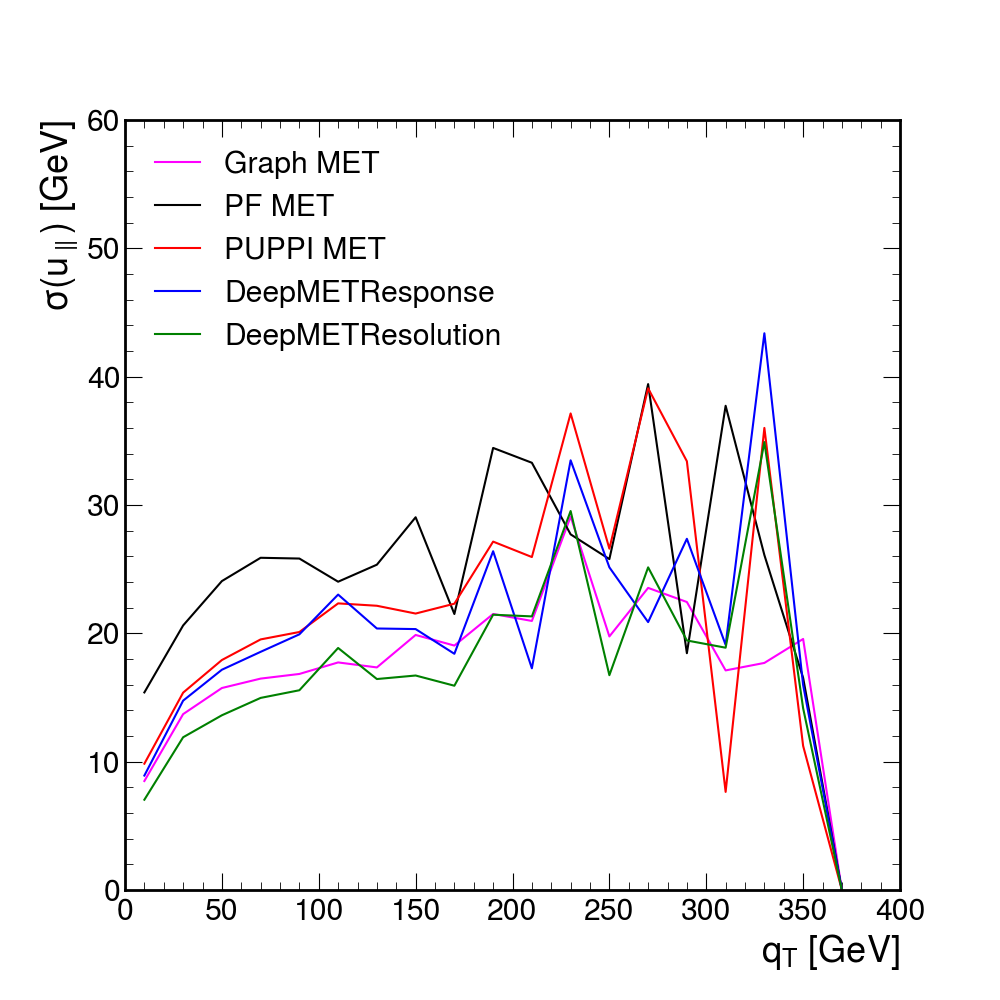 σ(u∥) [GeV]
60
50
40
30
20
10
0
Graph MET
PF MET
PUPPI MET
DeepMETResponse
DeepMETResolution
0 50 100 150 200 250 300 350 400
qT [GeV]